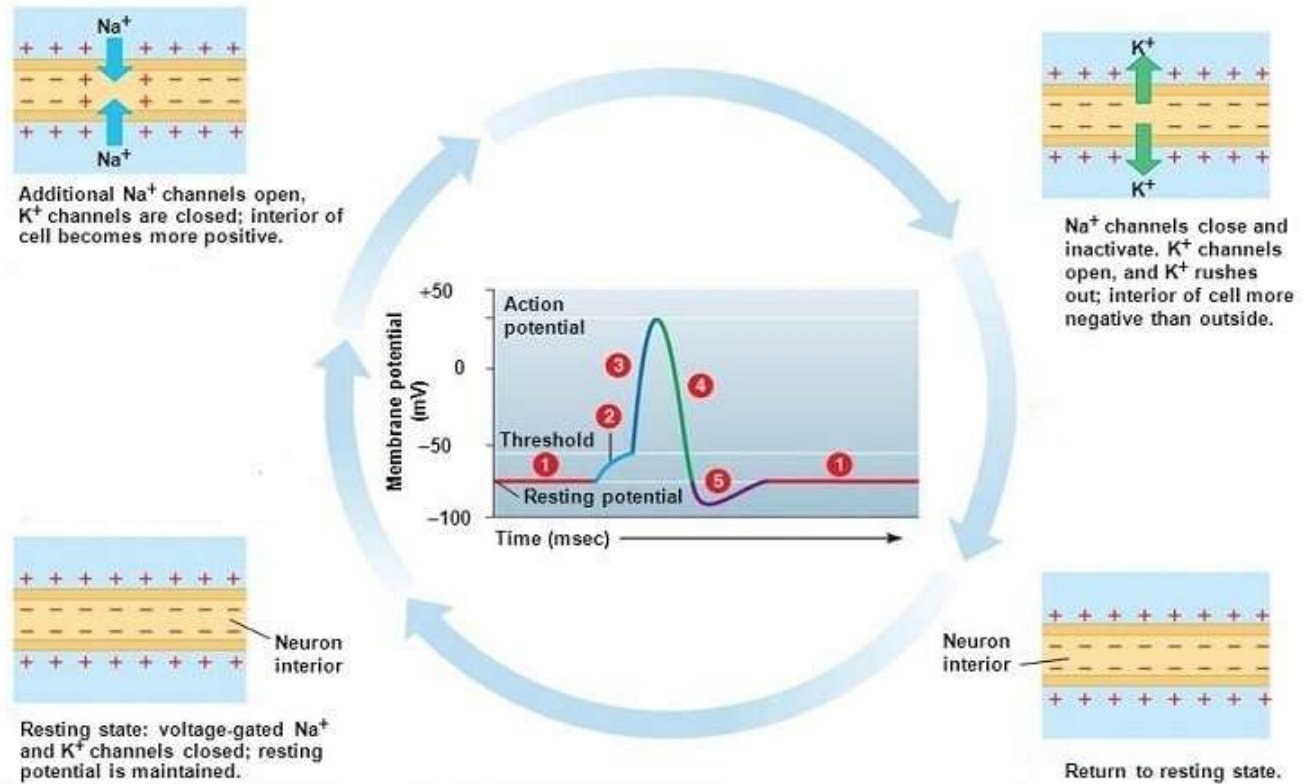 Na⁺
+ + + + + + +
− − + + − − −
− − + + − − −
+ + + + + + +
Na⁺
Additional Na⁺ channels open,
K⁺ channels are closed; interior of
cell becomes more positive.
K⁺
+ + + + + + +
− − − − − − − −
− − − − − − − −
+ + + + + + +
K⁺
Na⁺ channels close and
inactivate. K⁺ channels
open, and K⁺ rushes
out; interior of cell more
negative than outside.
Membrane potential
(mV)
+50
0
−50
−100
Action
potential
Threshold
Resting potential
1
2
3
4
5
1
Time (msec)
+ + + + + + + +
− − − − − − − −
− − − − − − − −
+ + + + + + + +
Neuron
interior
Resting state: voltage-gated Na⁺
and K⁺ channels closed; resting
potential is maintained.
+ + + + + + + +
− − − − − − − −
− − − − − − − −
+ + + + + + + +
Neuron
interior
Return to resting state.